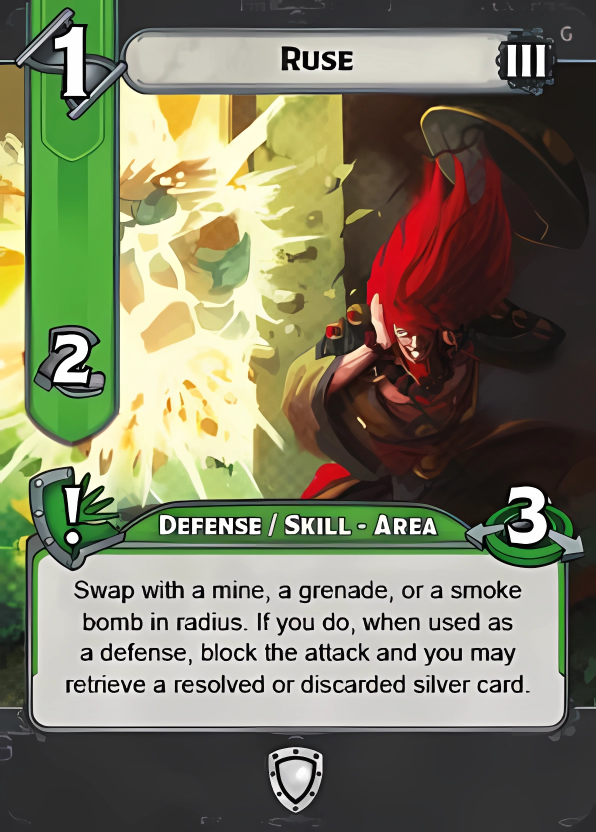 1
RUSE
III
G
2
!
DEFENSE / SKILL - AREA
3
Swap with a mine, a grenade, or a smoke
bomb in radius. If you do, when used as
a defense, block the attack and you may
retrieve a resolved or discarded silver card.